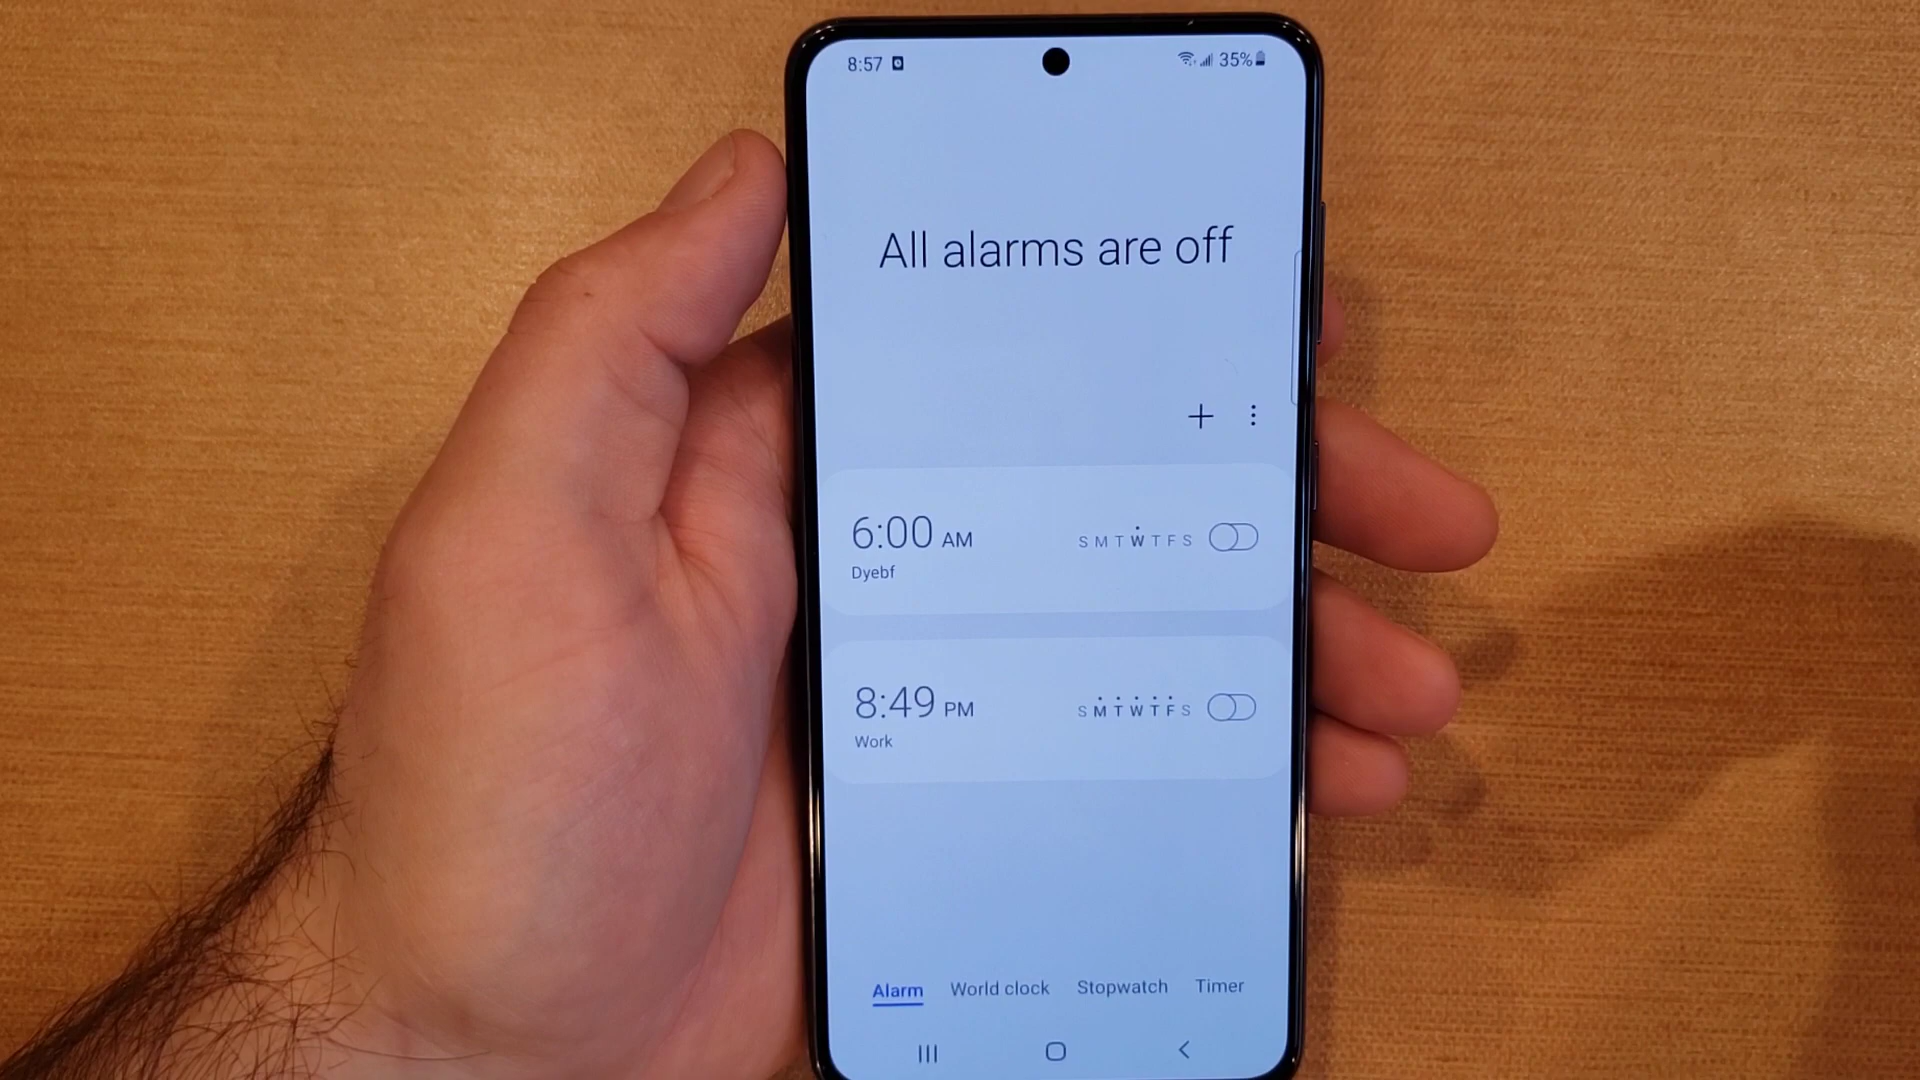 8:57 35%
All alarms are off
6:00 AM S M T W T F S
Dyebf
8:49 PM S M T W T F S
Work
Alarm World clock Stopwatch Timer